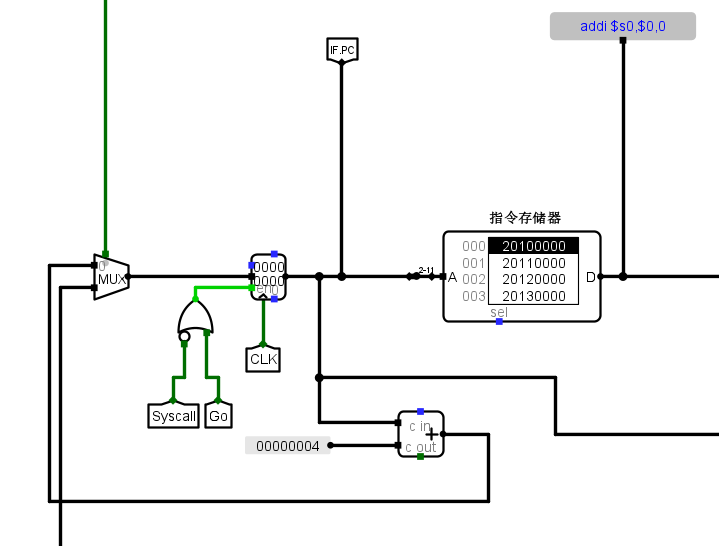 addi $s0,$0,0
IF.PC
指令存储器
000 20100000
001 20110000
002 20120000
003 20130000
A
D
sel
2-11
0
MUX
0000
0000
en
CLK
Syscall
Go
00000004
c in
+
c out